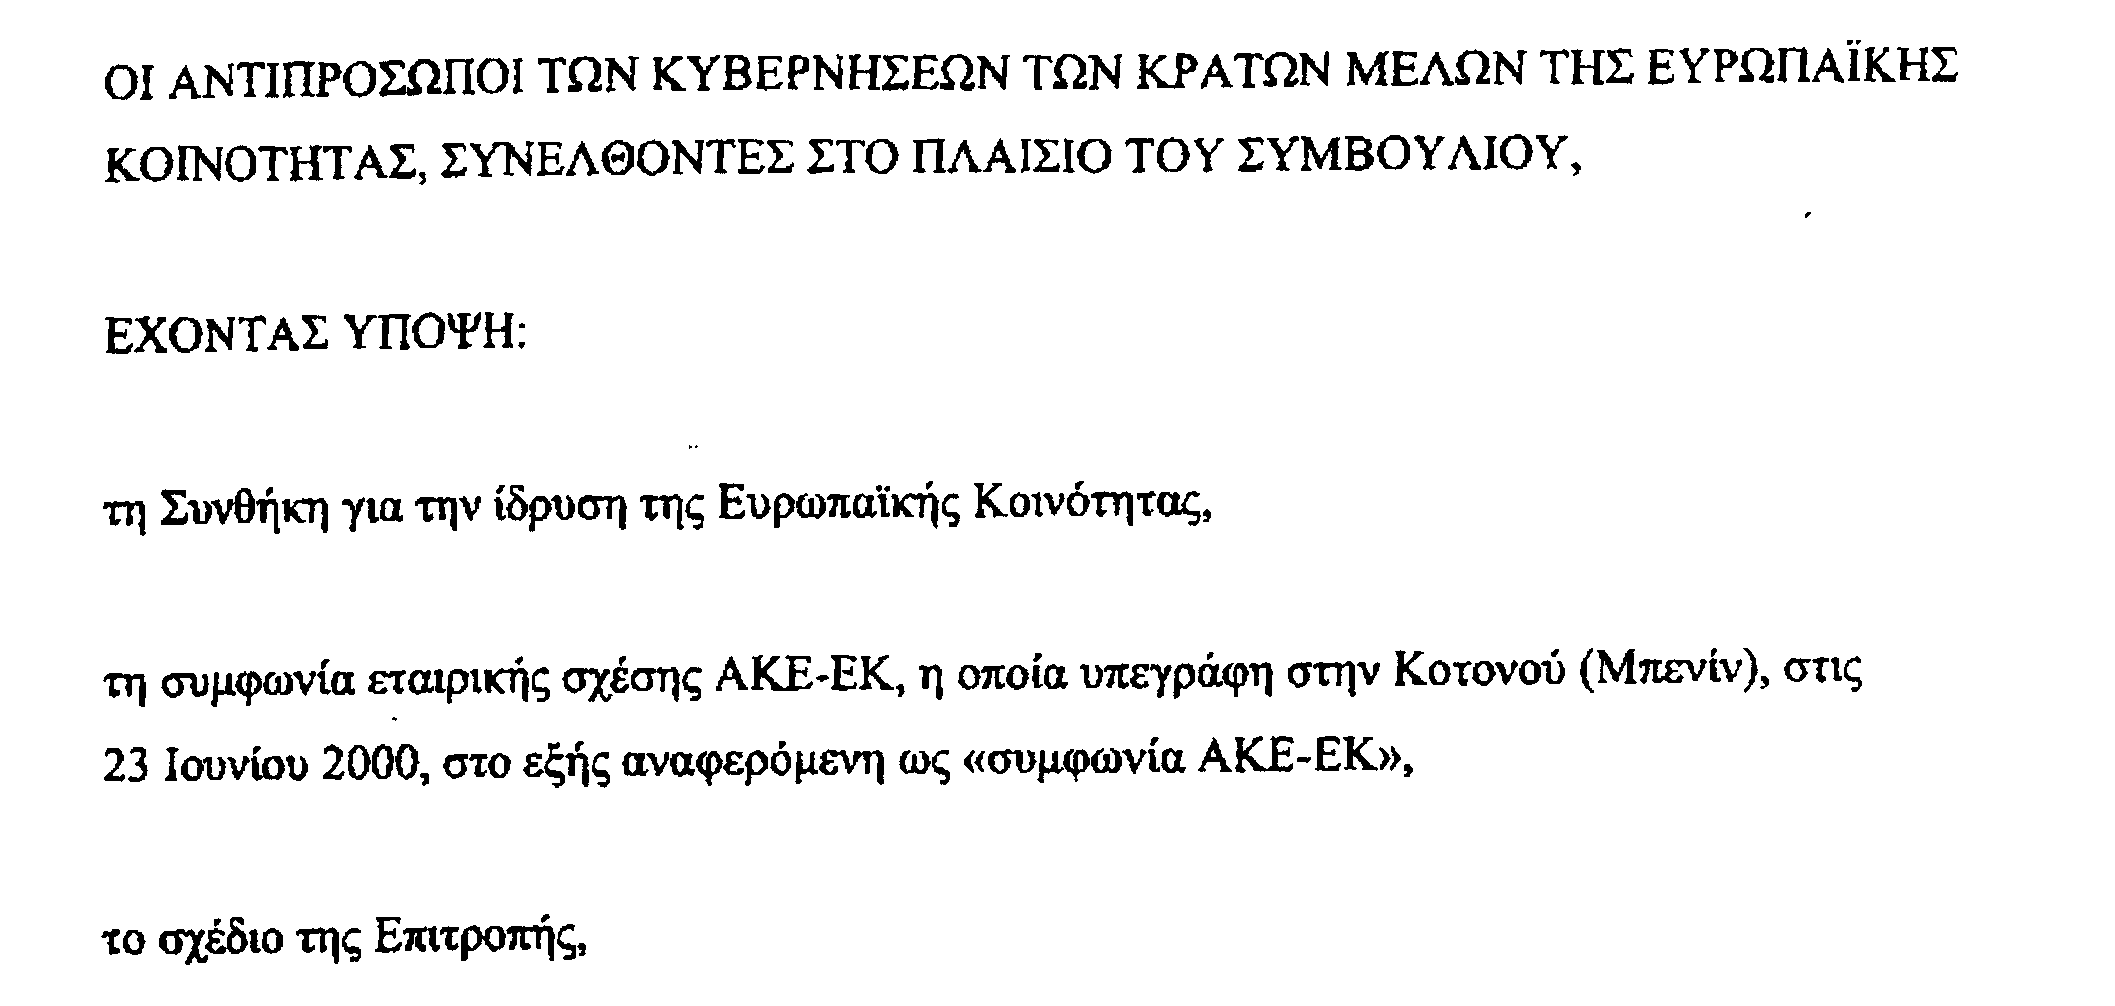 ΟΙ ΑΝΤΙΠΡΟΣΩΠΟΙ ΤΩΝ ΚΥΒΕΡΝΗΣΕΩΝ ΤΩΝ ΚΡΑΤΩΝ ΜΕΛΩΝ ΤΗΣ ΕΥΡΩΠΑΪΚΗΣ
ΚΟΙΝΟΤΗΤΑΣ, ΣΥΝΕΛΘΟΝΤΕΣ ΣΤΟ ΠΛΑΙΣΙΟ ΤΟΥ ΣΥΜΒΟΥΛΙΟΥ,
ΕΧΟΝΤΑΣ ΥΠΟΨΗ:
τη Συνθήκη για την ίδρυση της Ευρωπαϊκής Κοινότητας,
τη συμφωνία εταιρικής σχέσης ΑΚΕ-ΕΚ, η οποία υπεγράφη στην Κοτονού (Μπενίν), στις
23 Ιουνίου 2000, στο εξής αναφερόμενη ως «συμφωνία ΑΚΕ-ΕΚ»,
το σχέδιο της Επιτροπής,